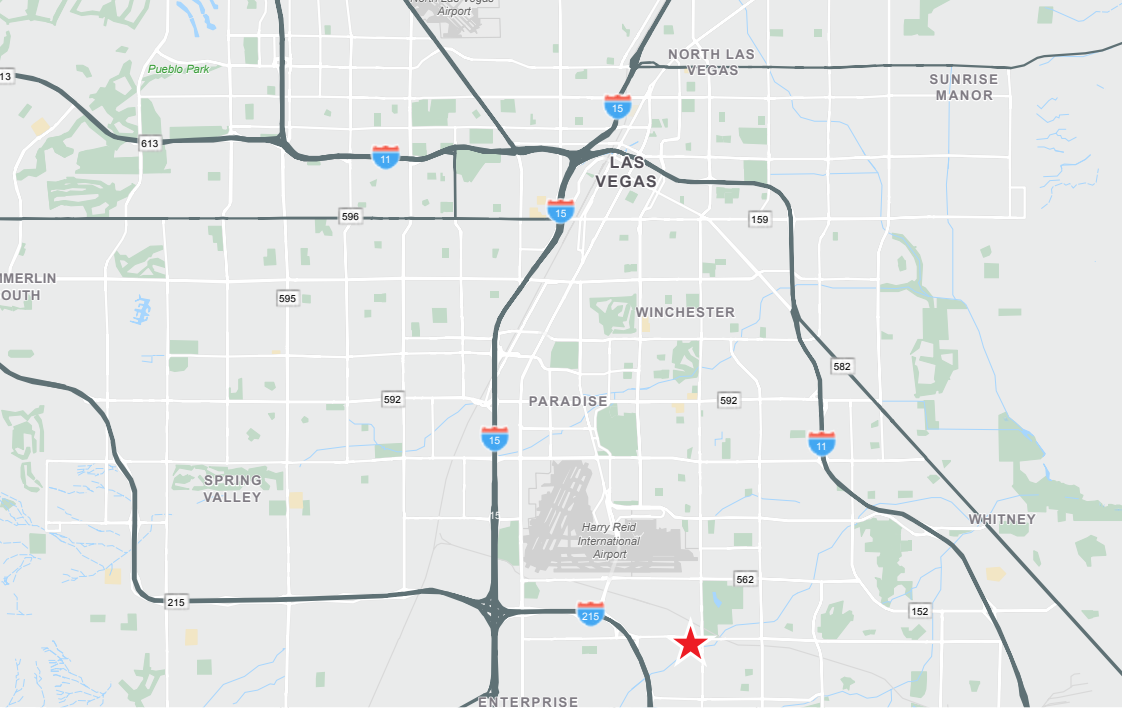 North Las Vegas
Airport
NORTH LAS
VEGAS
Pueblo Park
13
SUNRISE
MANOR
15
613
11
LAS
VEGAS
15
596
159
MMERLIN
OUTH
595
WINCHESTER
582
592
PARADISE
592
15
11
SPRING
VALLEY
15
WHITNEY
Harry Reid
International
Airport
562
215
215
152
ENTERPRISE